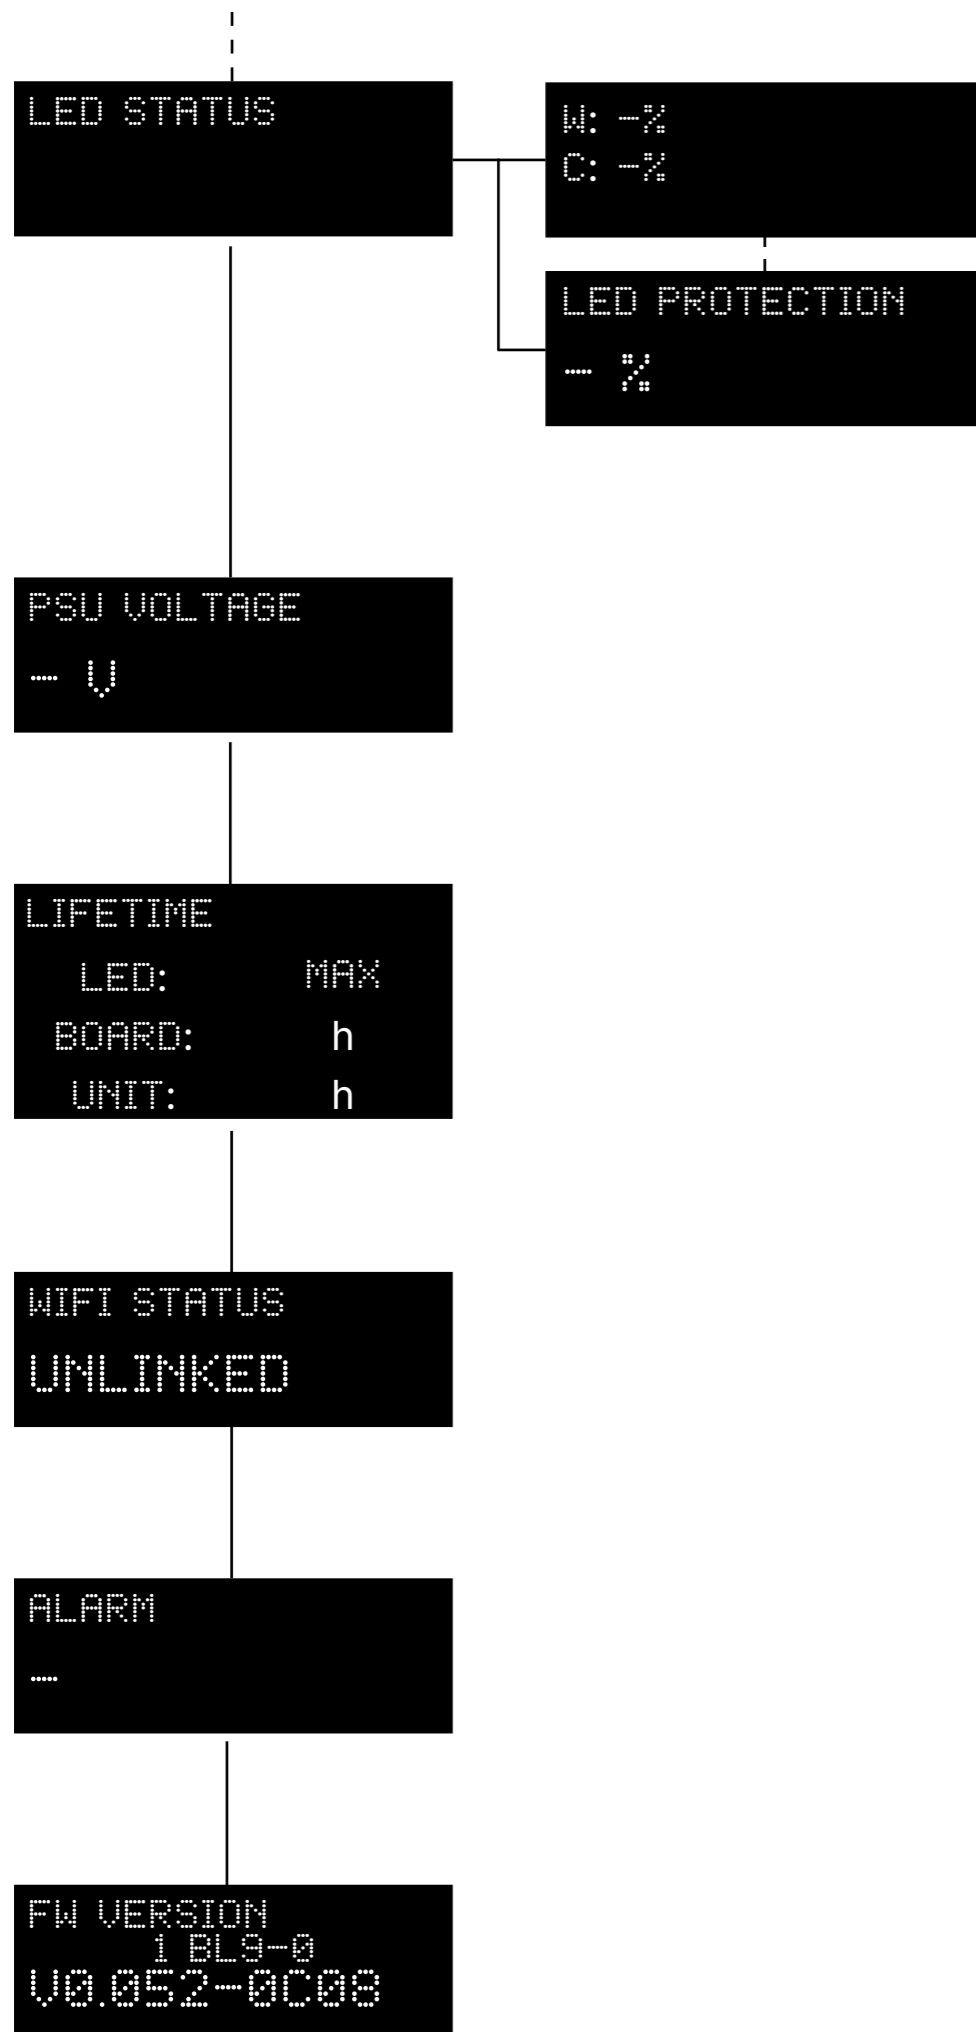 LED STATUS
W: -%
C: -%
LED PROTECTION
- %
PSU VOLTAGE
- V
LIFETIME
LED: MAX
BOARD: h
UNIT: h
WIFI STATUS
UNLINKED
ALARM
-
FW VERSION
1 BL9-0
V0.052-0C08